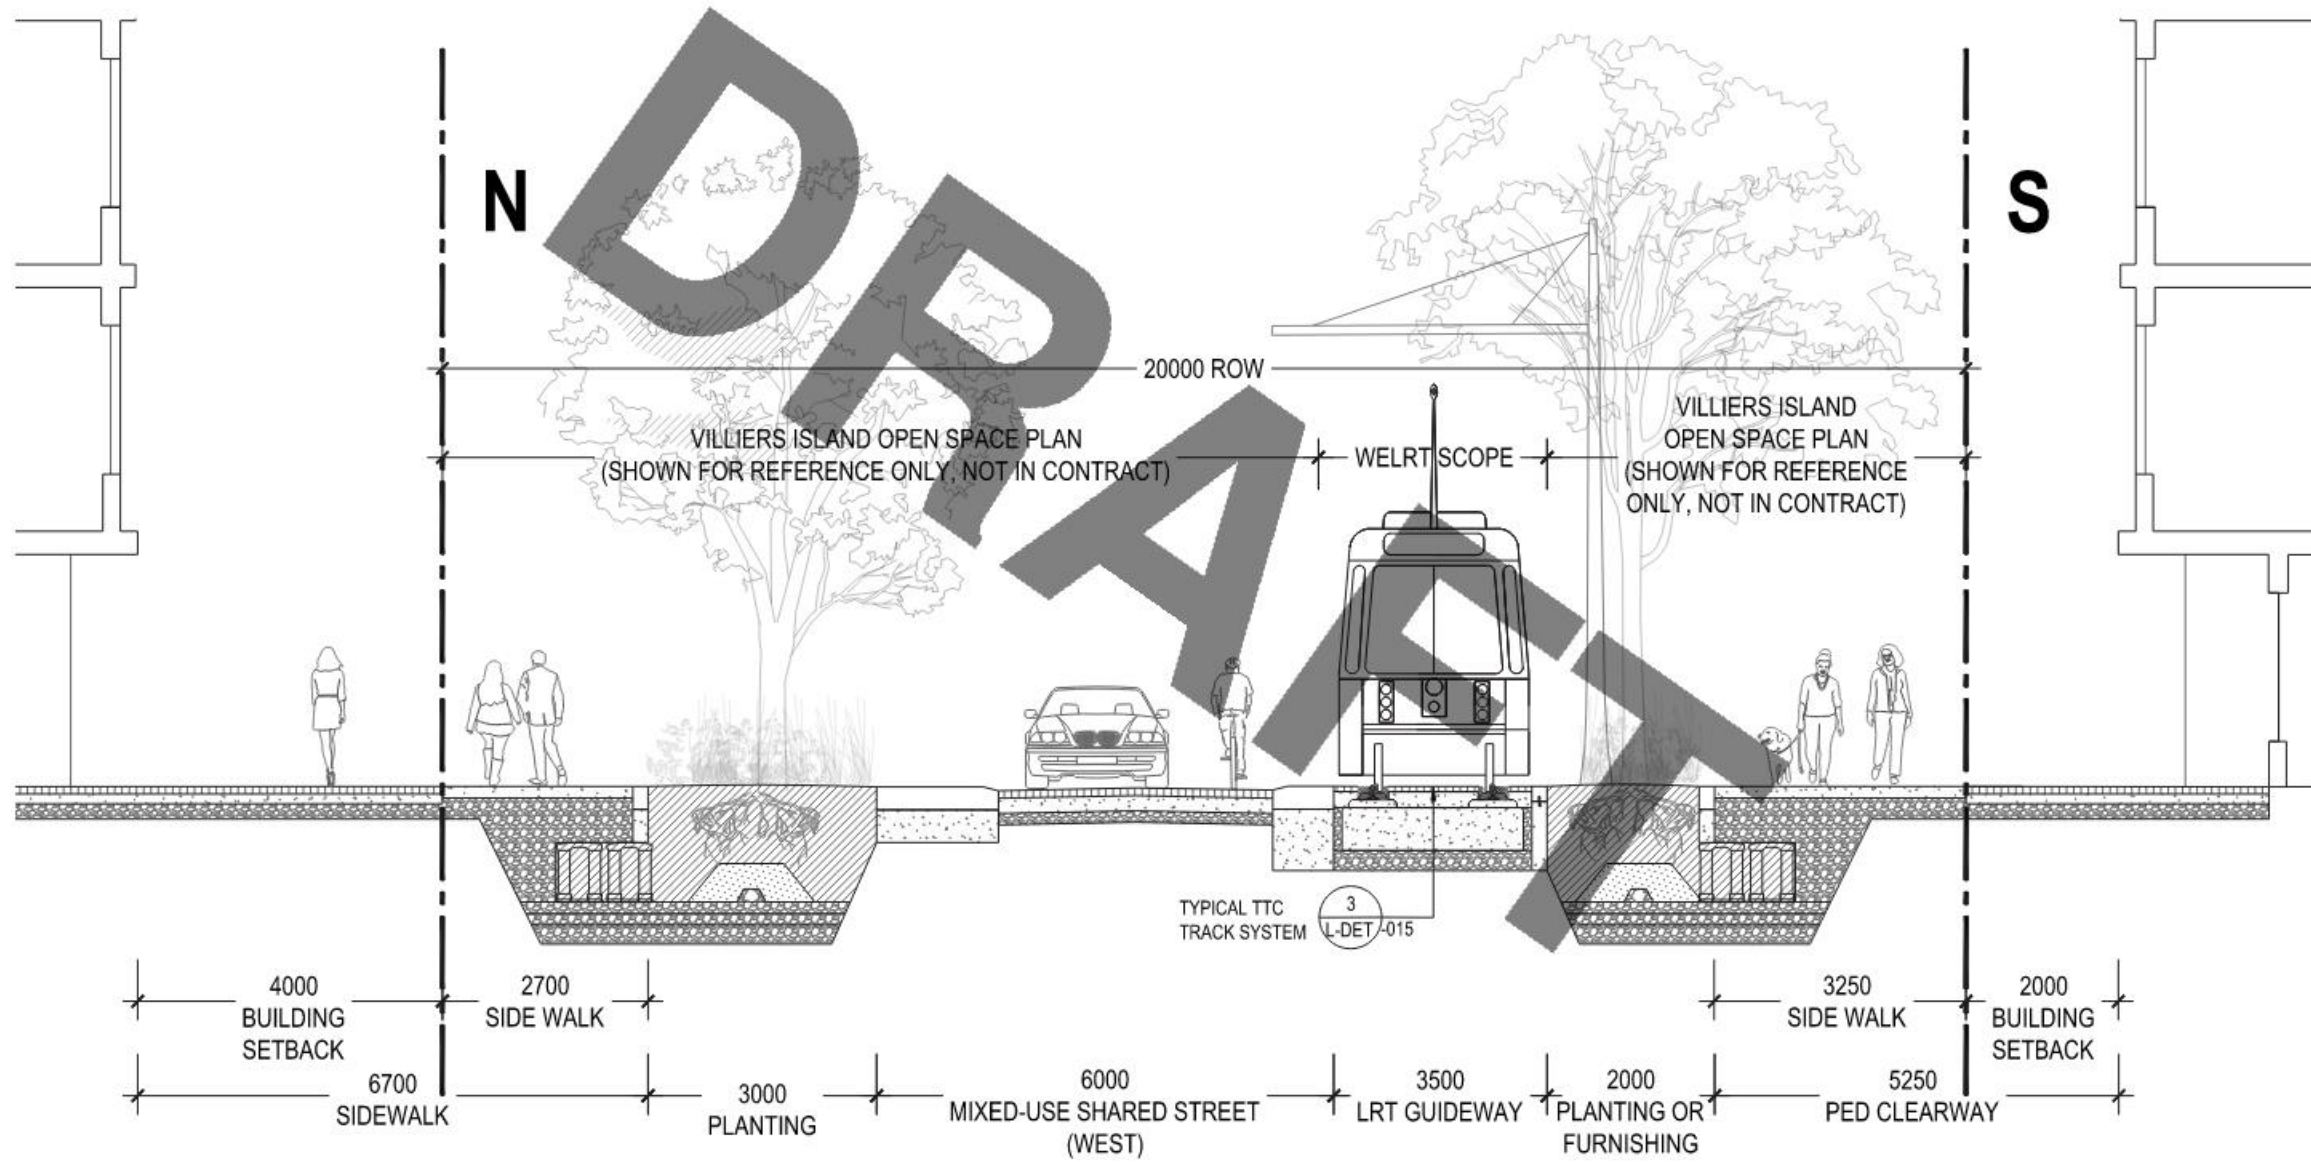 DRAFT
N
S
20000 ROW
VILLIERS ISLAND OPEN SPACE PLAN
(SHOWN FOR REFERENCE ONLY, NOT IN CONTRACT)
WELRT SCOPE
VILLIERS ISLAND
OPEN SPACE PLAN
(SHOWN FOR REFERENCE
ONLY, NOT IN CONTRACT)
TYPICAL TTC
TRACK SYSTEM
3
L-DET -015
4000
BUILDING
SETBACK
2700
SIDE WALK
3250
SIDE WALK
2000
BUILDING
SETBACK
6700
SIDEWALK
3000
PLANTING
6000
MIXED-USE SHARED STREET
(WEST)
3500
LRT GUIDEWAY
2000
PLANTING OR
FURNISHING
5250
PED CLEARWAY